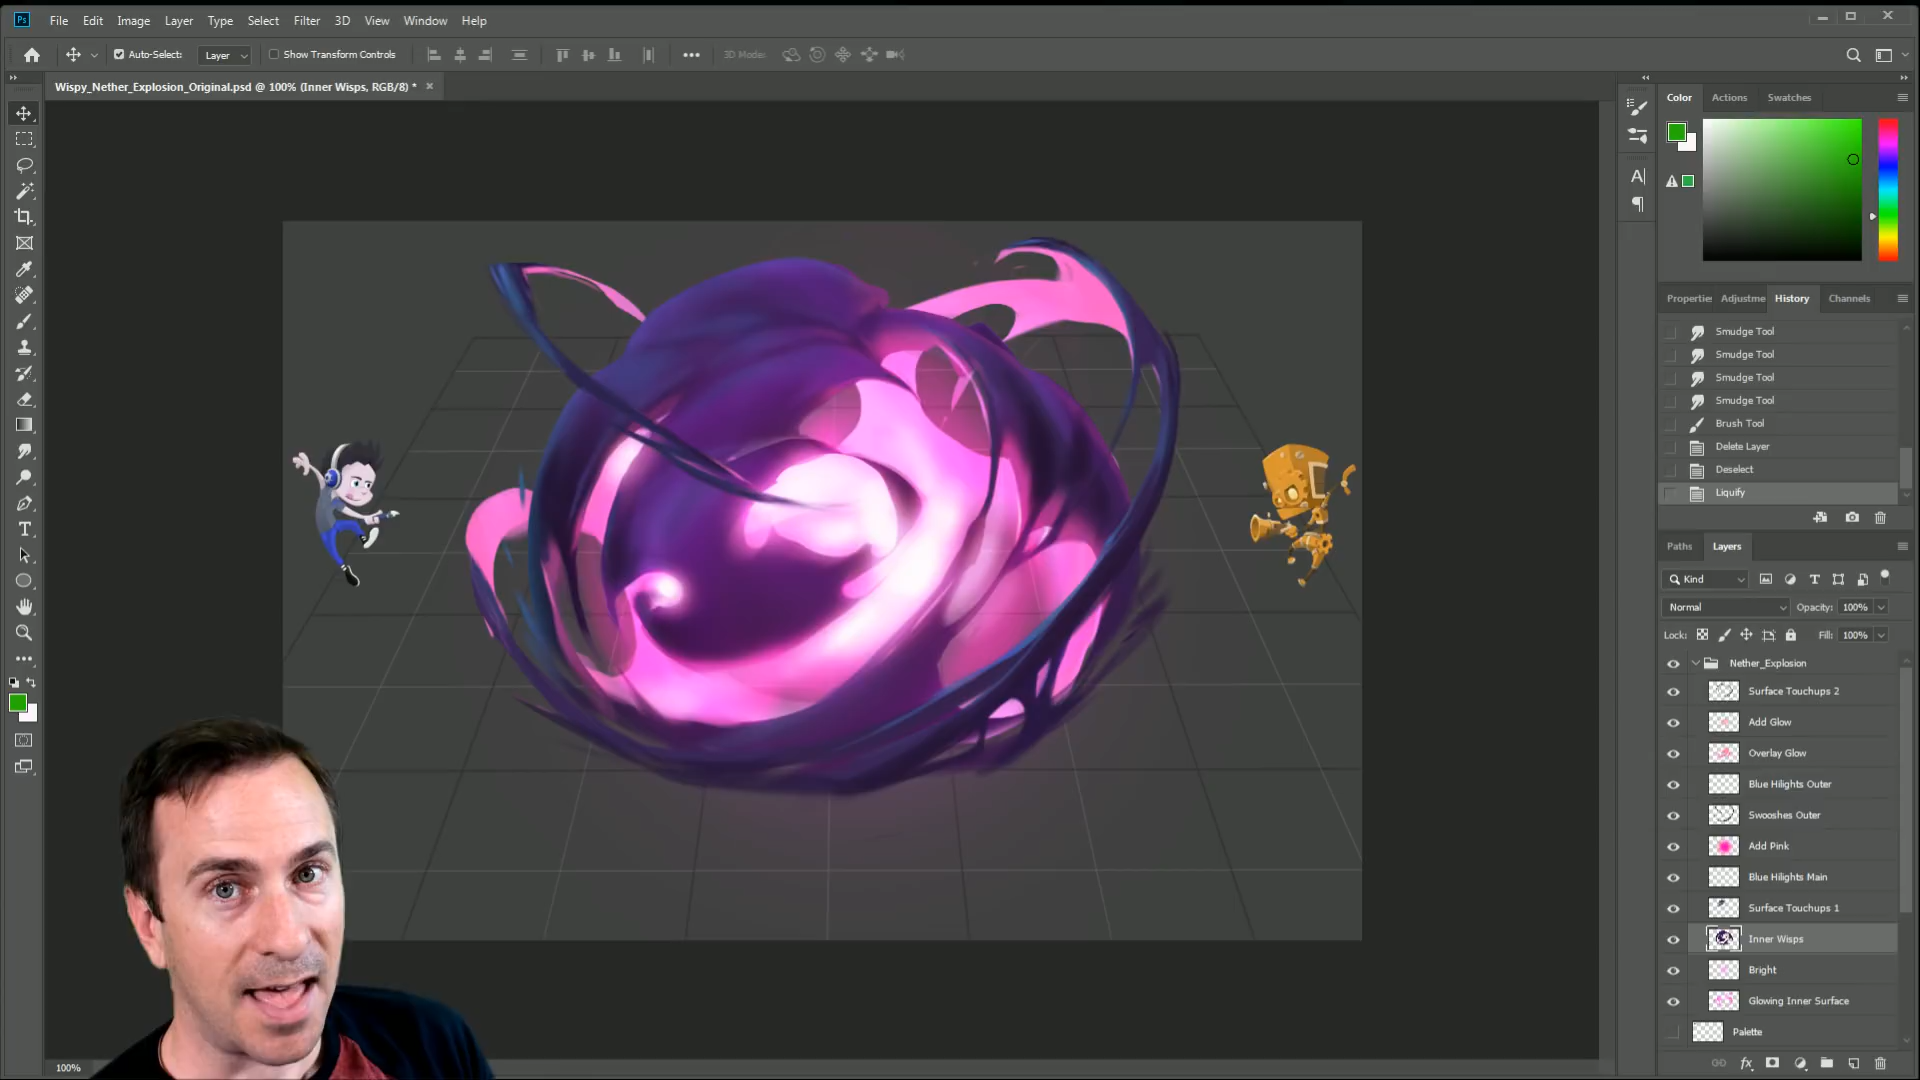 Ps File Edit Image Layer Type Select Filter 3D View Window Help
Auto-Select: Layer Show Transform Controls 3D Mode:
Wispy_Nether_Explosion_Original.psd @ 100% (Inner Wisps, RGB/8) *
Color Actions Swatches
Propertie Adjustme History Channels
Smudge Tool
Smudge Tool
Smudge Tool
Smudge Tool
Brush Tool
Delete Layer
Deselect
Liquify
Paths Layers
Kind
Normal Opacity: 100%
Lock: Fill: 100%
Nether_Explosion
Surface Touchups 2
Add Glow
Overlay Glow
Blue Hilights Outer
Swooshes Outer
Add Pink
Blue Hilights Main
Surface Touchups 1
Inner Wisps
Bright
Glowing Inner Surface
Palette
100%